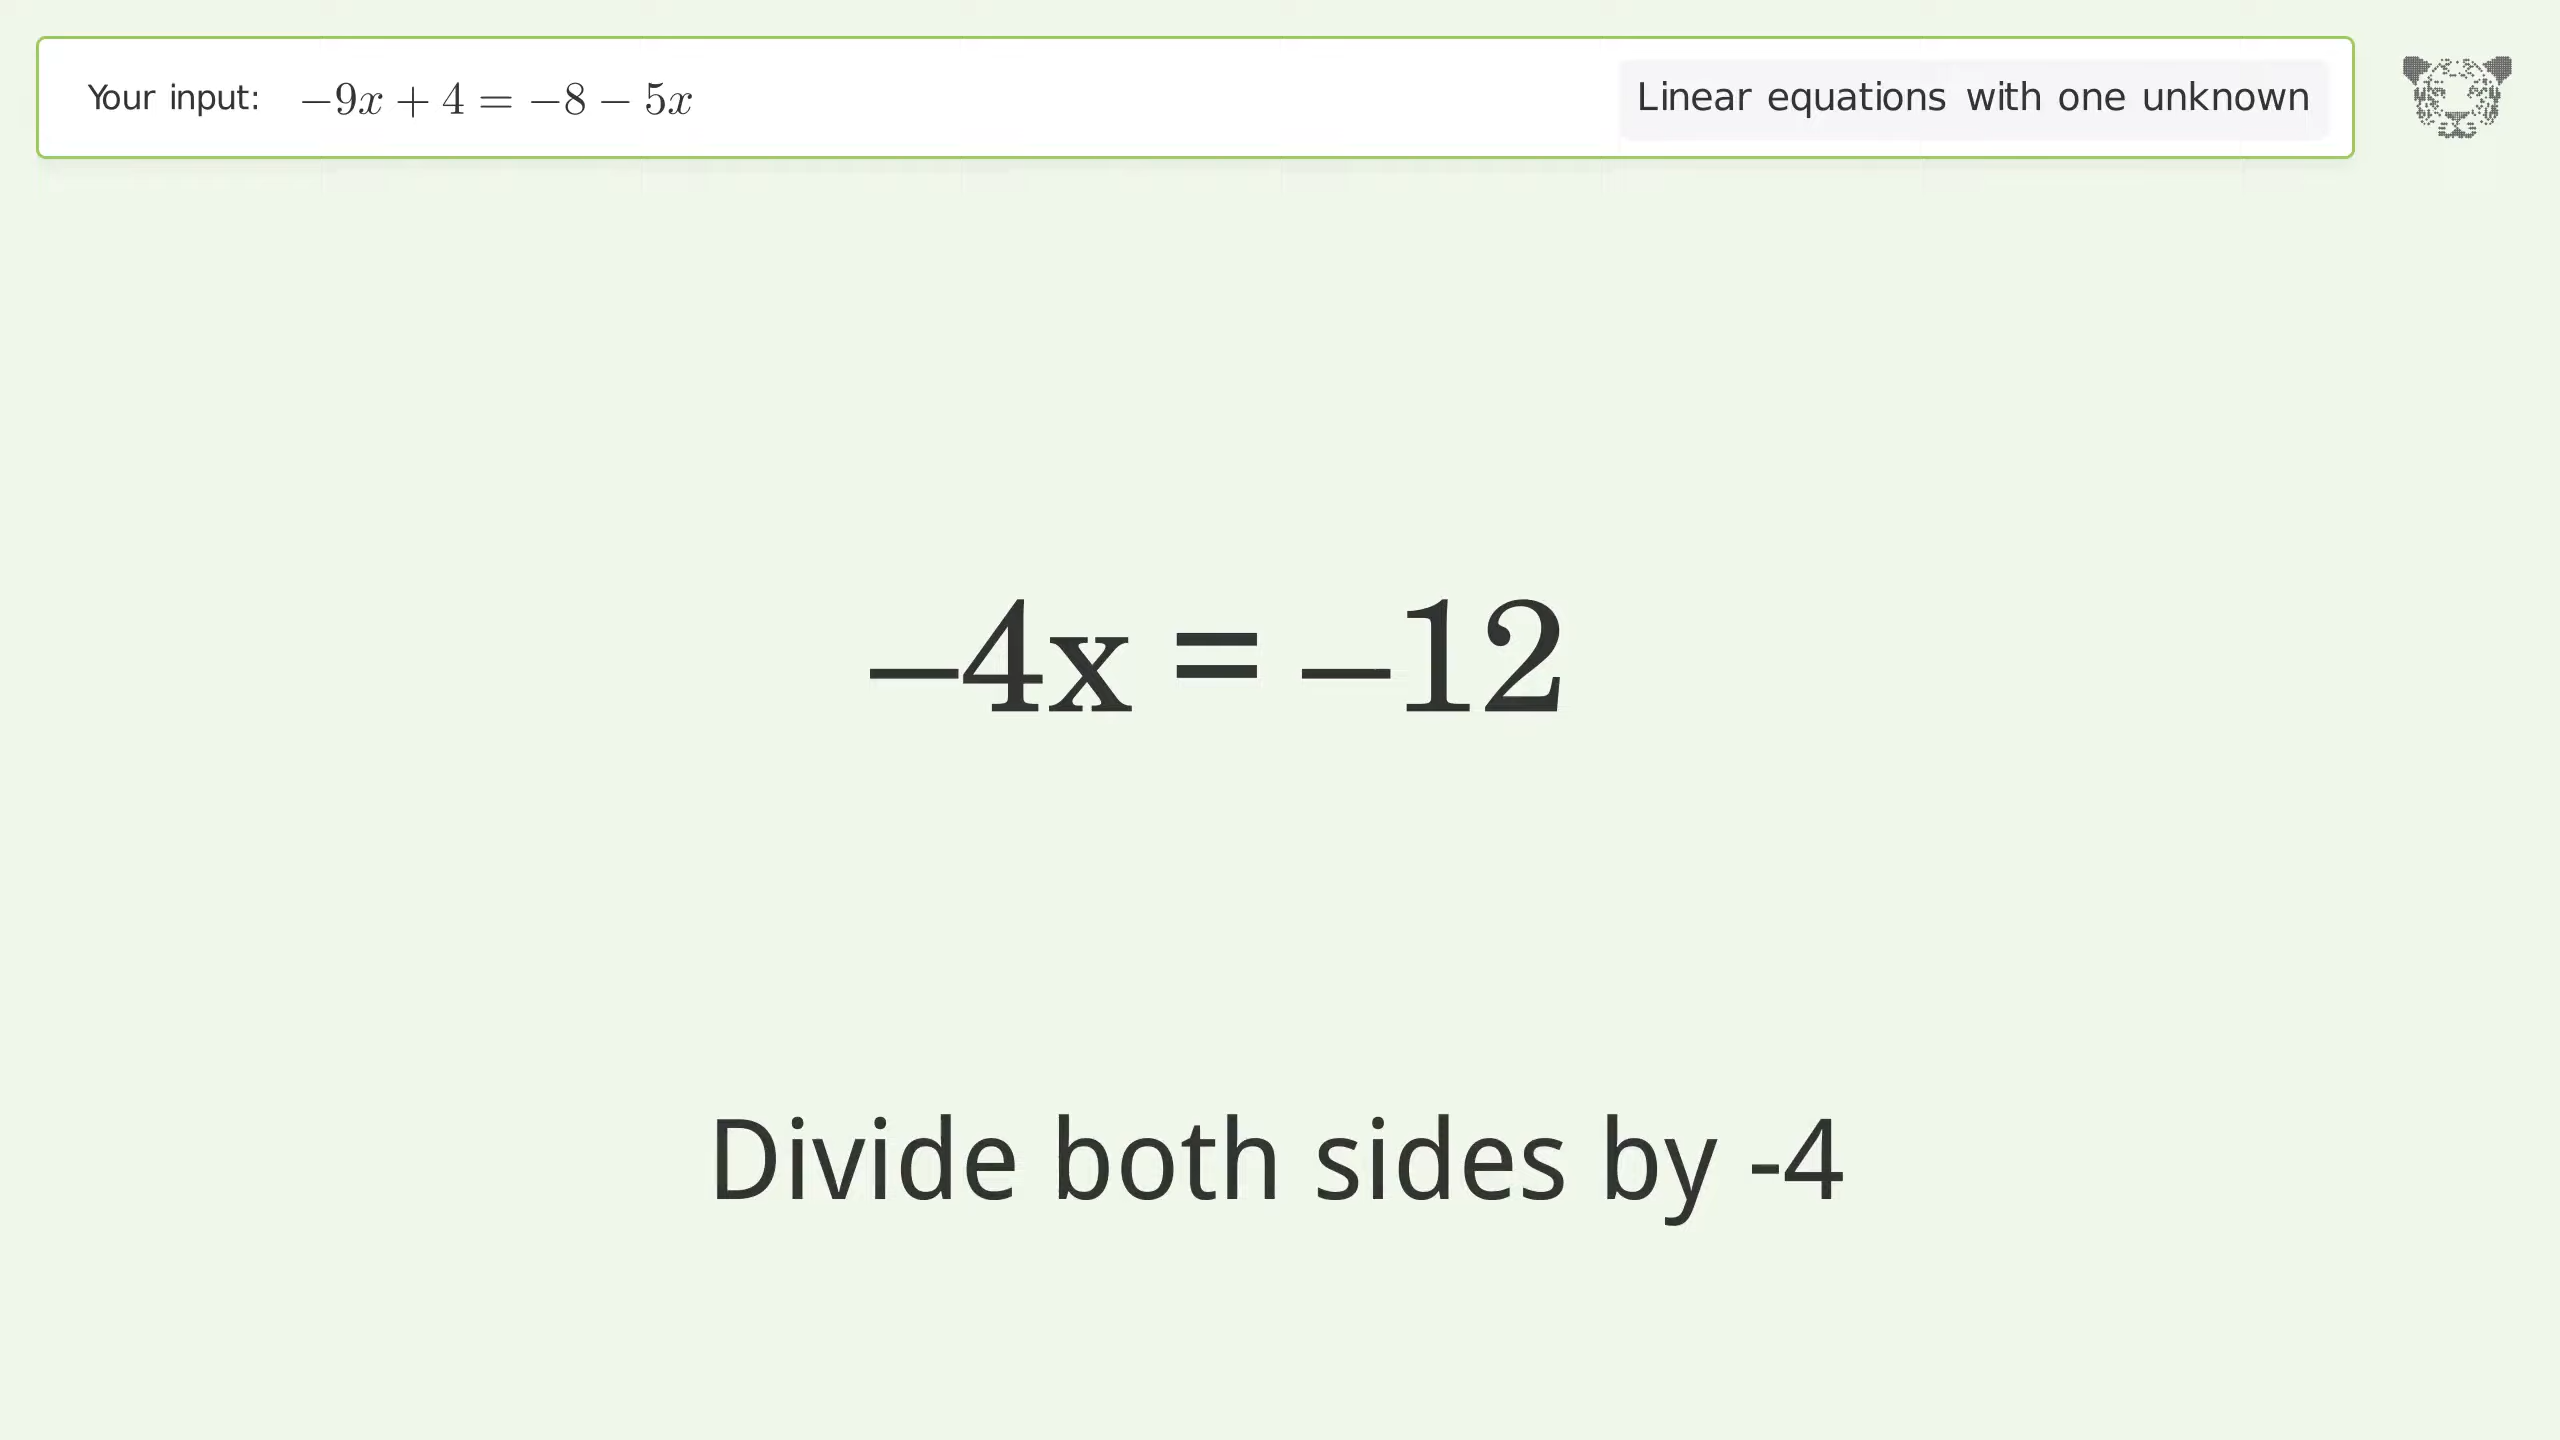 Your input: −9x + 4 = −8 − 5x
Linear equations with one unknown
−4x = −12
Divide both sides by -4